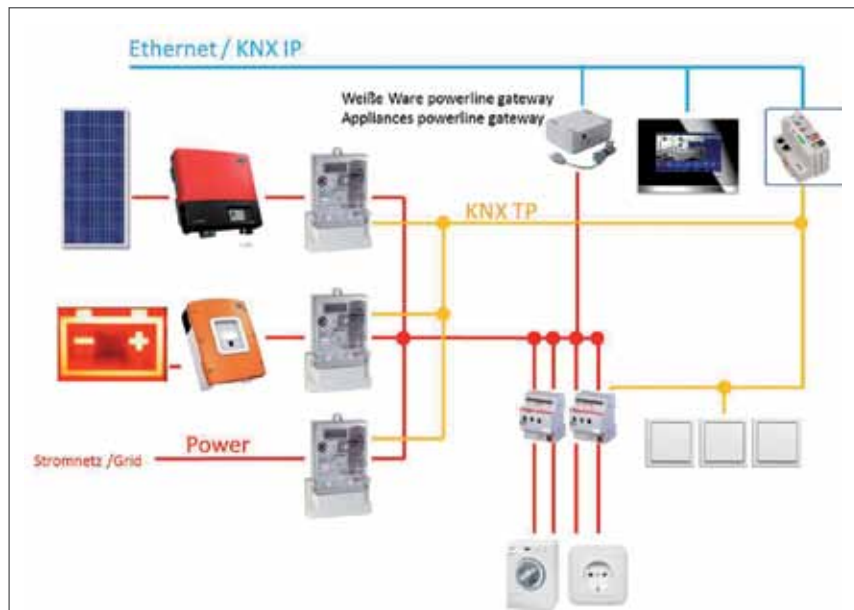 Ethernet / KNX IP
Weiße Ware powerline gateway
Appliances powerline gateway
KNX TP
Power
Stromnetz /Grid